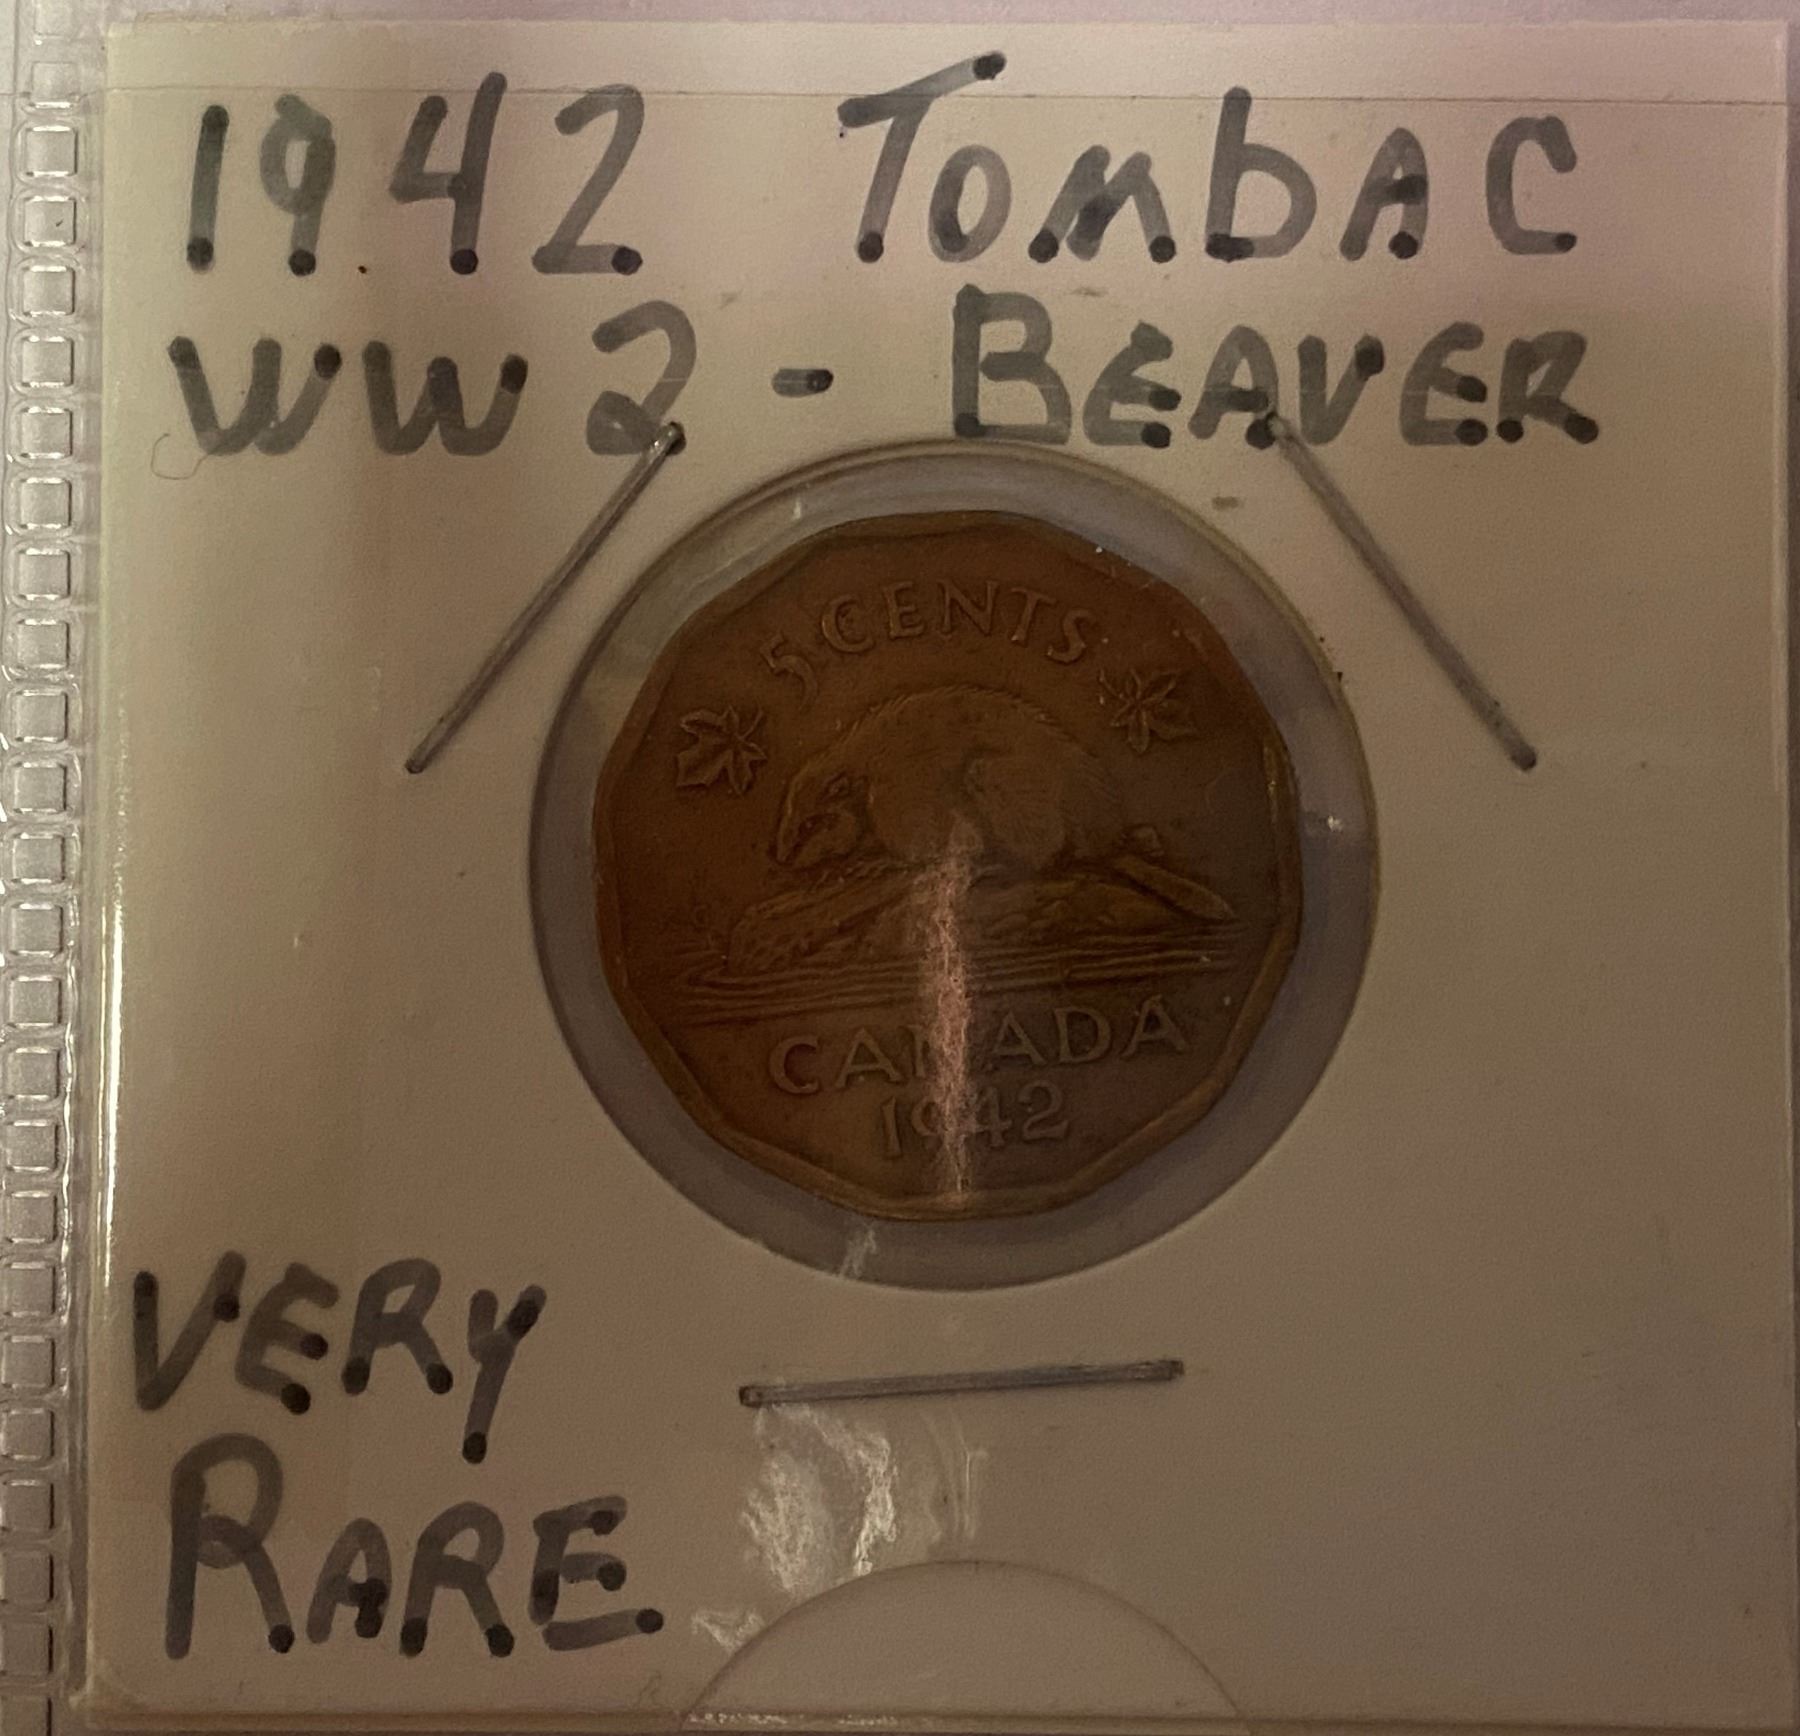 1942 TombAC
WW2 - BEAVER
5 CENTS
CANADA
1942
VERY
RARE